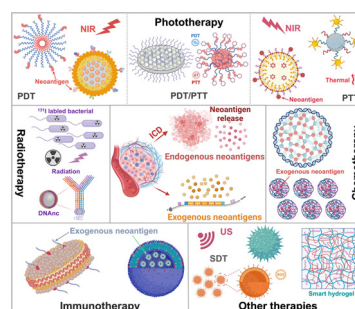 Phototherapy
NIR
NIR
PDT
PTT
Neoantigen
PDT
PDT/PTT
Neoantigen
Thermal
PTT
Radiotherapy
¹³¹I labled bacterial
Radiation
DNAnc
ICD
Neoantigen
release
Endogenous neoantigens
Exogenous neoantigens
Exogenous neoantigen
Exogenous neoantigen
Immunotherapy
US
SDT
Smart hydrogel
Other therapies